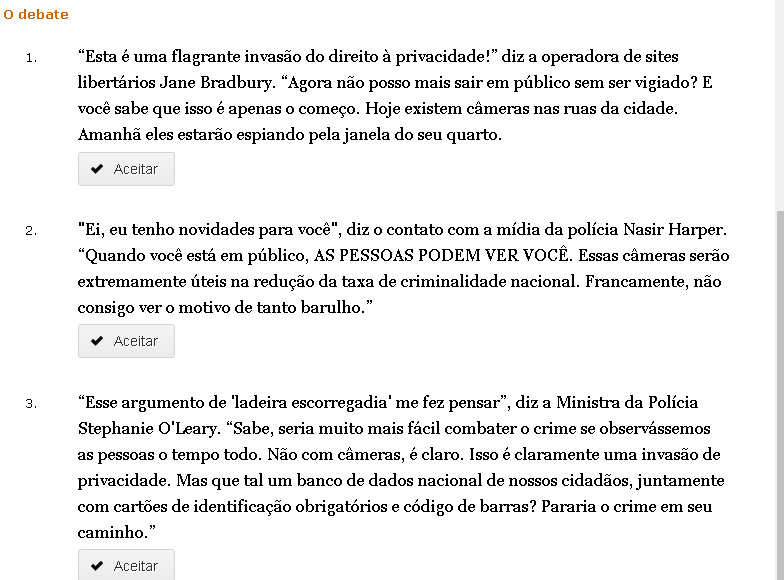 O debate
1. “Esta é uma flagrante invasão do direito à privacidade!” diz a operadora de sites
libertários Jane Bradbury. “Agora não posso mais sair em público sem ser vigiado? E
você sabe que isso é apenas o começo. Hoje existem câmeras nas ruas da cidade.
Amanhã eles estarão espiando pela janela do seu quarto.
✔ Aceitar
2. "Ei, eu tenho novidades para você", diz o contato com a mídia da polícia Nasir Harper.
“Quando você está em público, AS PESSOAS PODEM VER VOCÊ. Essas câmeras serão
extremamente úteis na redução da taxa de criminalidade nacional. Francamente, não
consigo ver o motivo de tanto barulho.”
✔ Aceitar
3. “Esse argumento de 'ladeira escorregadia' me fez pensar”, diz a Ministra da Polícia
Stephanie O'Leary. “Sabe, seria muito mais fácil combater o crime se observássemos
as pessoas o tempo todo. Não com câmeras, é claro. Isso é claramente uma invasão de
privacidade. Mas que tal um banco de dados nacional de nossos cidadãos, juntamente
com cartões de identificação obrigatórios e código de barras? Pararia o crime em seu
caminho.”
✔ Aceitar